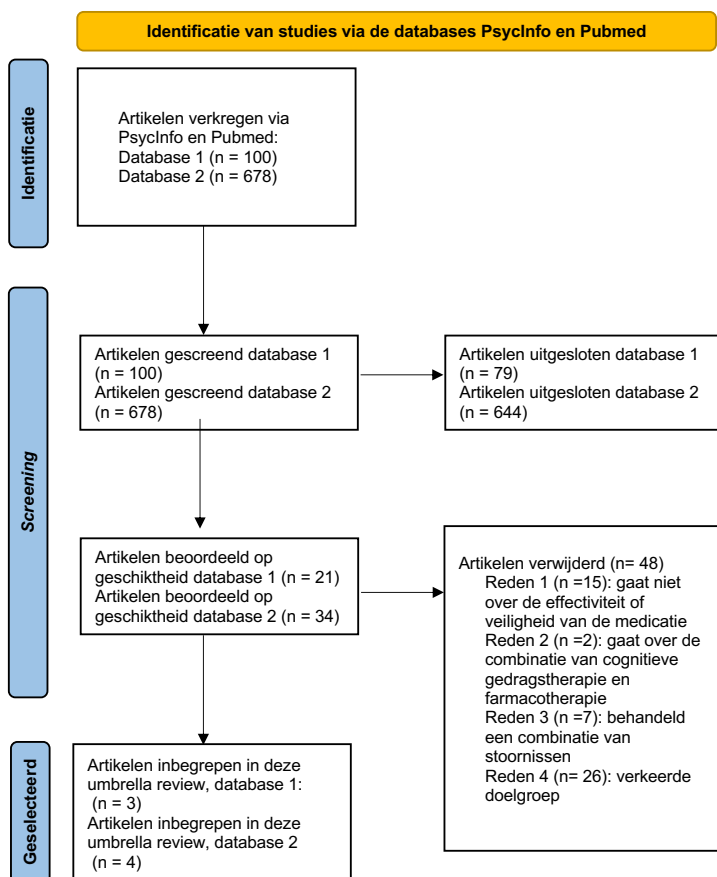 Identificatie van studies via de databases PsycInfo en Pubmed
Identificatie
Artikelen verkregen via
PsycInfo en Pubmed:
Database 1 (n = 100)
Database 2 (n = 678)
Screening
Artikelen gescreend database 1
(n = 100)
Artikelen gescreend database 2
(n = 678)
Artikelen uitgesloten database 1
(n = 79)
Artikelen uitgesloten database 2
(n = 644)
Artikelen beoordeeld op
geschiktheid database 1 (n = 21)
Artikelen beoordeeld op
geschiktheid database 2 (n = 34)
Artikelen verwijderd (n= 48)
Reden 1 (n =15): gaat niet
over de effectiviteit of
veiligheid van de medicatie
Reden 2 (n =2): gaat over de
combinatie van cognitieve
gedragstherapie en
farmacotherapie
Reden 3 (n =7): behandeld
een combinatie van
stoornissen
Reden 4 (n= 26): verkeerde
doelgroep
Geselecteerd
Artikelen inbegrepen in deze
umbrella review, database 1:
(n = 3)
Artikelen inbegrepen in deze
umbrella review, database 2
(n = 4)